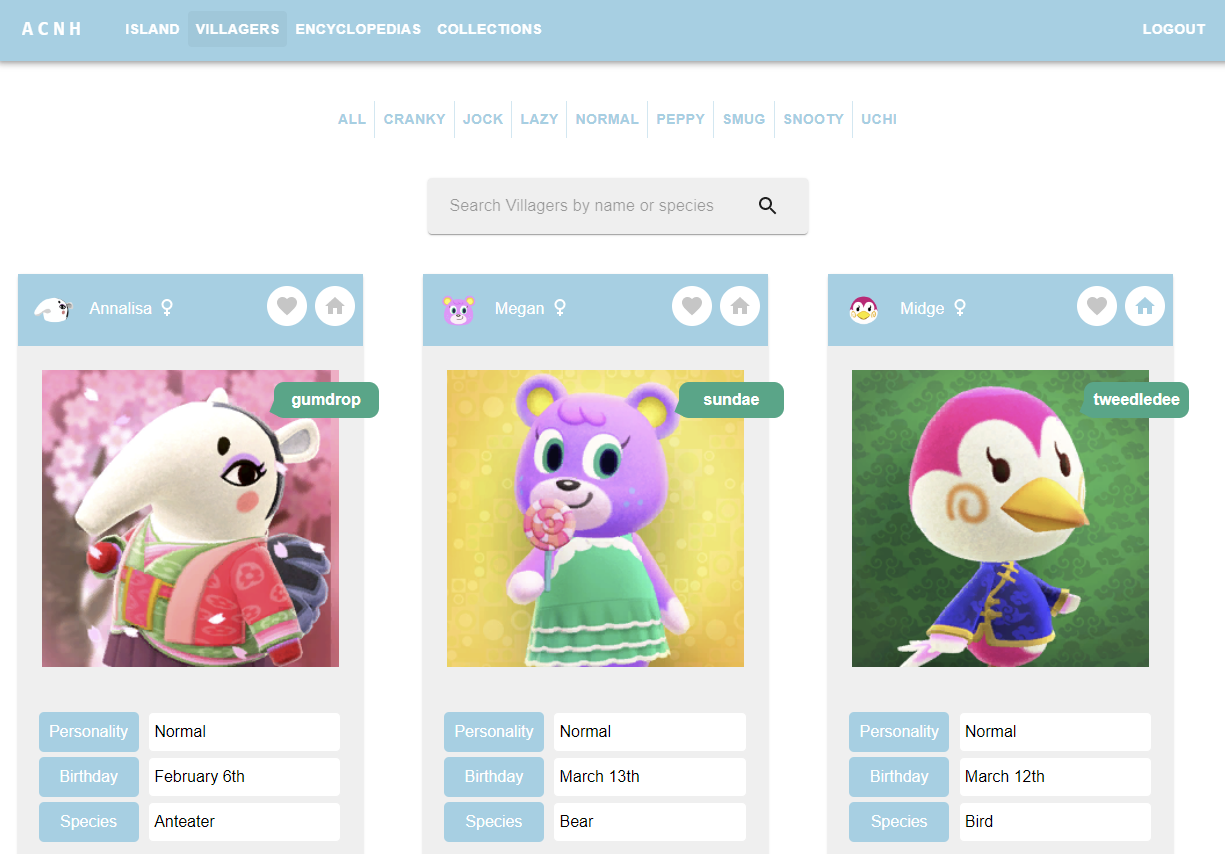 ACNH ISLAND VILLAGERS ENCYCLOPEDIAS COLLECTIONS LOGOUT
ALL CRANKY JOCK LAZY NORMAL PEPPY SMUG SNOOTY UCHI
Search Villagers by name or species
Annalisa ♀
gumdrop
Personality Normal
Birthday February 6th
Species Anteater
Megan ♀
sundae
Personality Normal
Birthday March 13th
Species Bear
Midge ♀
tweedledee
Personality Normal
Birthday March 12th
Species Bird